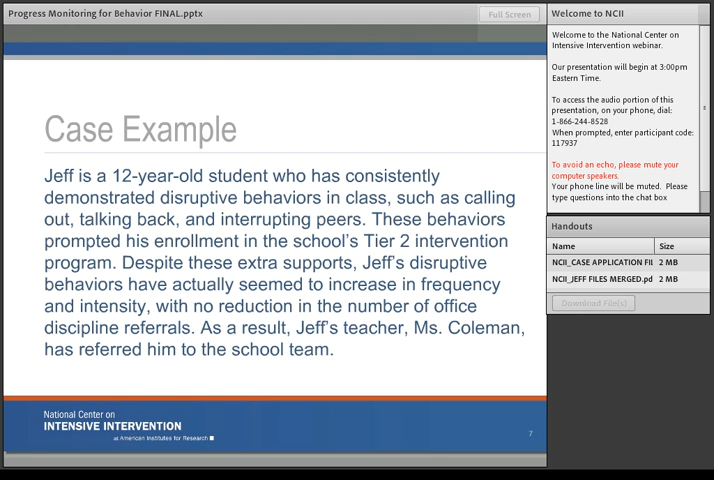 Progress Monitoring for Behavior FINAL.pptx
Full Screen
Case Example
Jeff is a 12-year-old student who has consistently
demonstrated disruptive behaviors in class, such as calling
out, talking back, and interrupting peers. These behaviors
prompted his enrollment in the school's Tier 2 intervention
program. Despite these extra supports, Jeff's disruptive
behaviors have actually seemed to increase in frequency
and intensity, with no reduction in the number of office
discipline referrals. As a result, Jeff's teacher, Ms. Coleman,
has referred him to the school team.
National Center on
INTENSIVE INTERVENTION
at American Institutes for Research
7
Welcome to NCII
Welcome to the National Center on
Intensive Intervention webinar.
Our presentation will begin at 3:00pm
Eastern Time.
To access the audio portion of this
presentation, on your phone, dial:
1-866-244-8528
When prompted, enter participant code:
117937
To avoid an echo, please mute your
computer speakers.
Your phone line will be muted. Please
type questions into the chat box
Handouts
Name Size
NCII_CASE APPLICATION FII 2 MB
NCII_JEFF FILES MERGED.pd 2 MB
Download File(s)